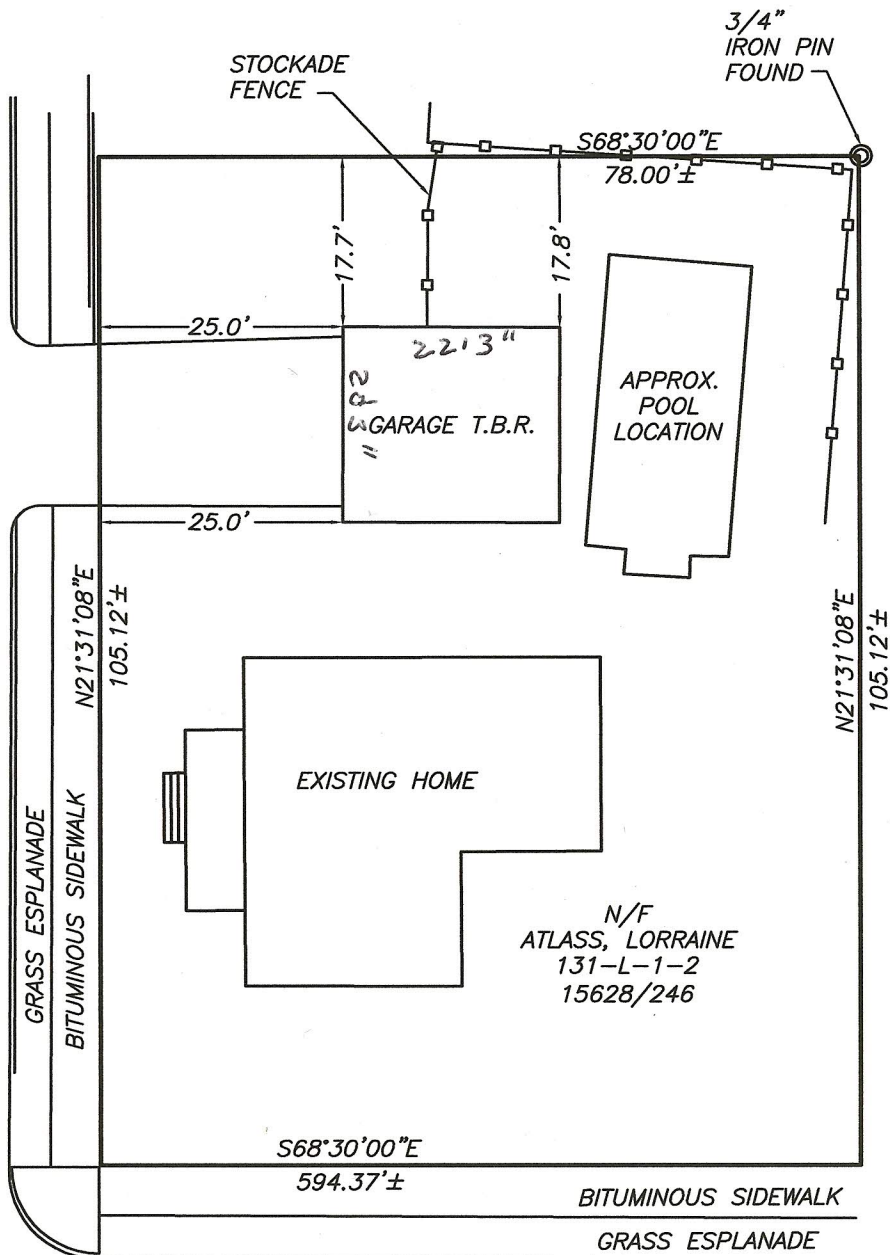 3/4"
IRON PIN
FOUND
STOCKADE
FENCE
S68°30'00"E
78.00'±
17.7'
17.8'
25.0'
22'3"
APPROX.
POOL
LOCATION
GARAGE T.B.R.
25.0'
N21°31'08"E
105.12'±
N21°31'08"E
105.12'±
EXISTING HOME
GRASS ESPLANADE
BITUMINOUS SIDEWALK
N/F
ATLASS, LORRAINE
131-L-1-2
15628/246
S68°30'00"E
594.37'±
BITUMINOUS SIDEWALK
GRASS ESPLANADE